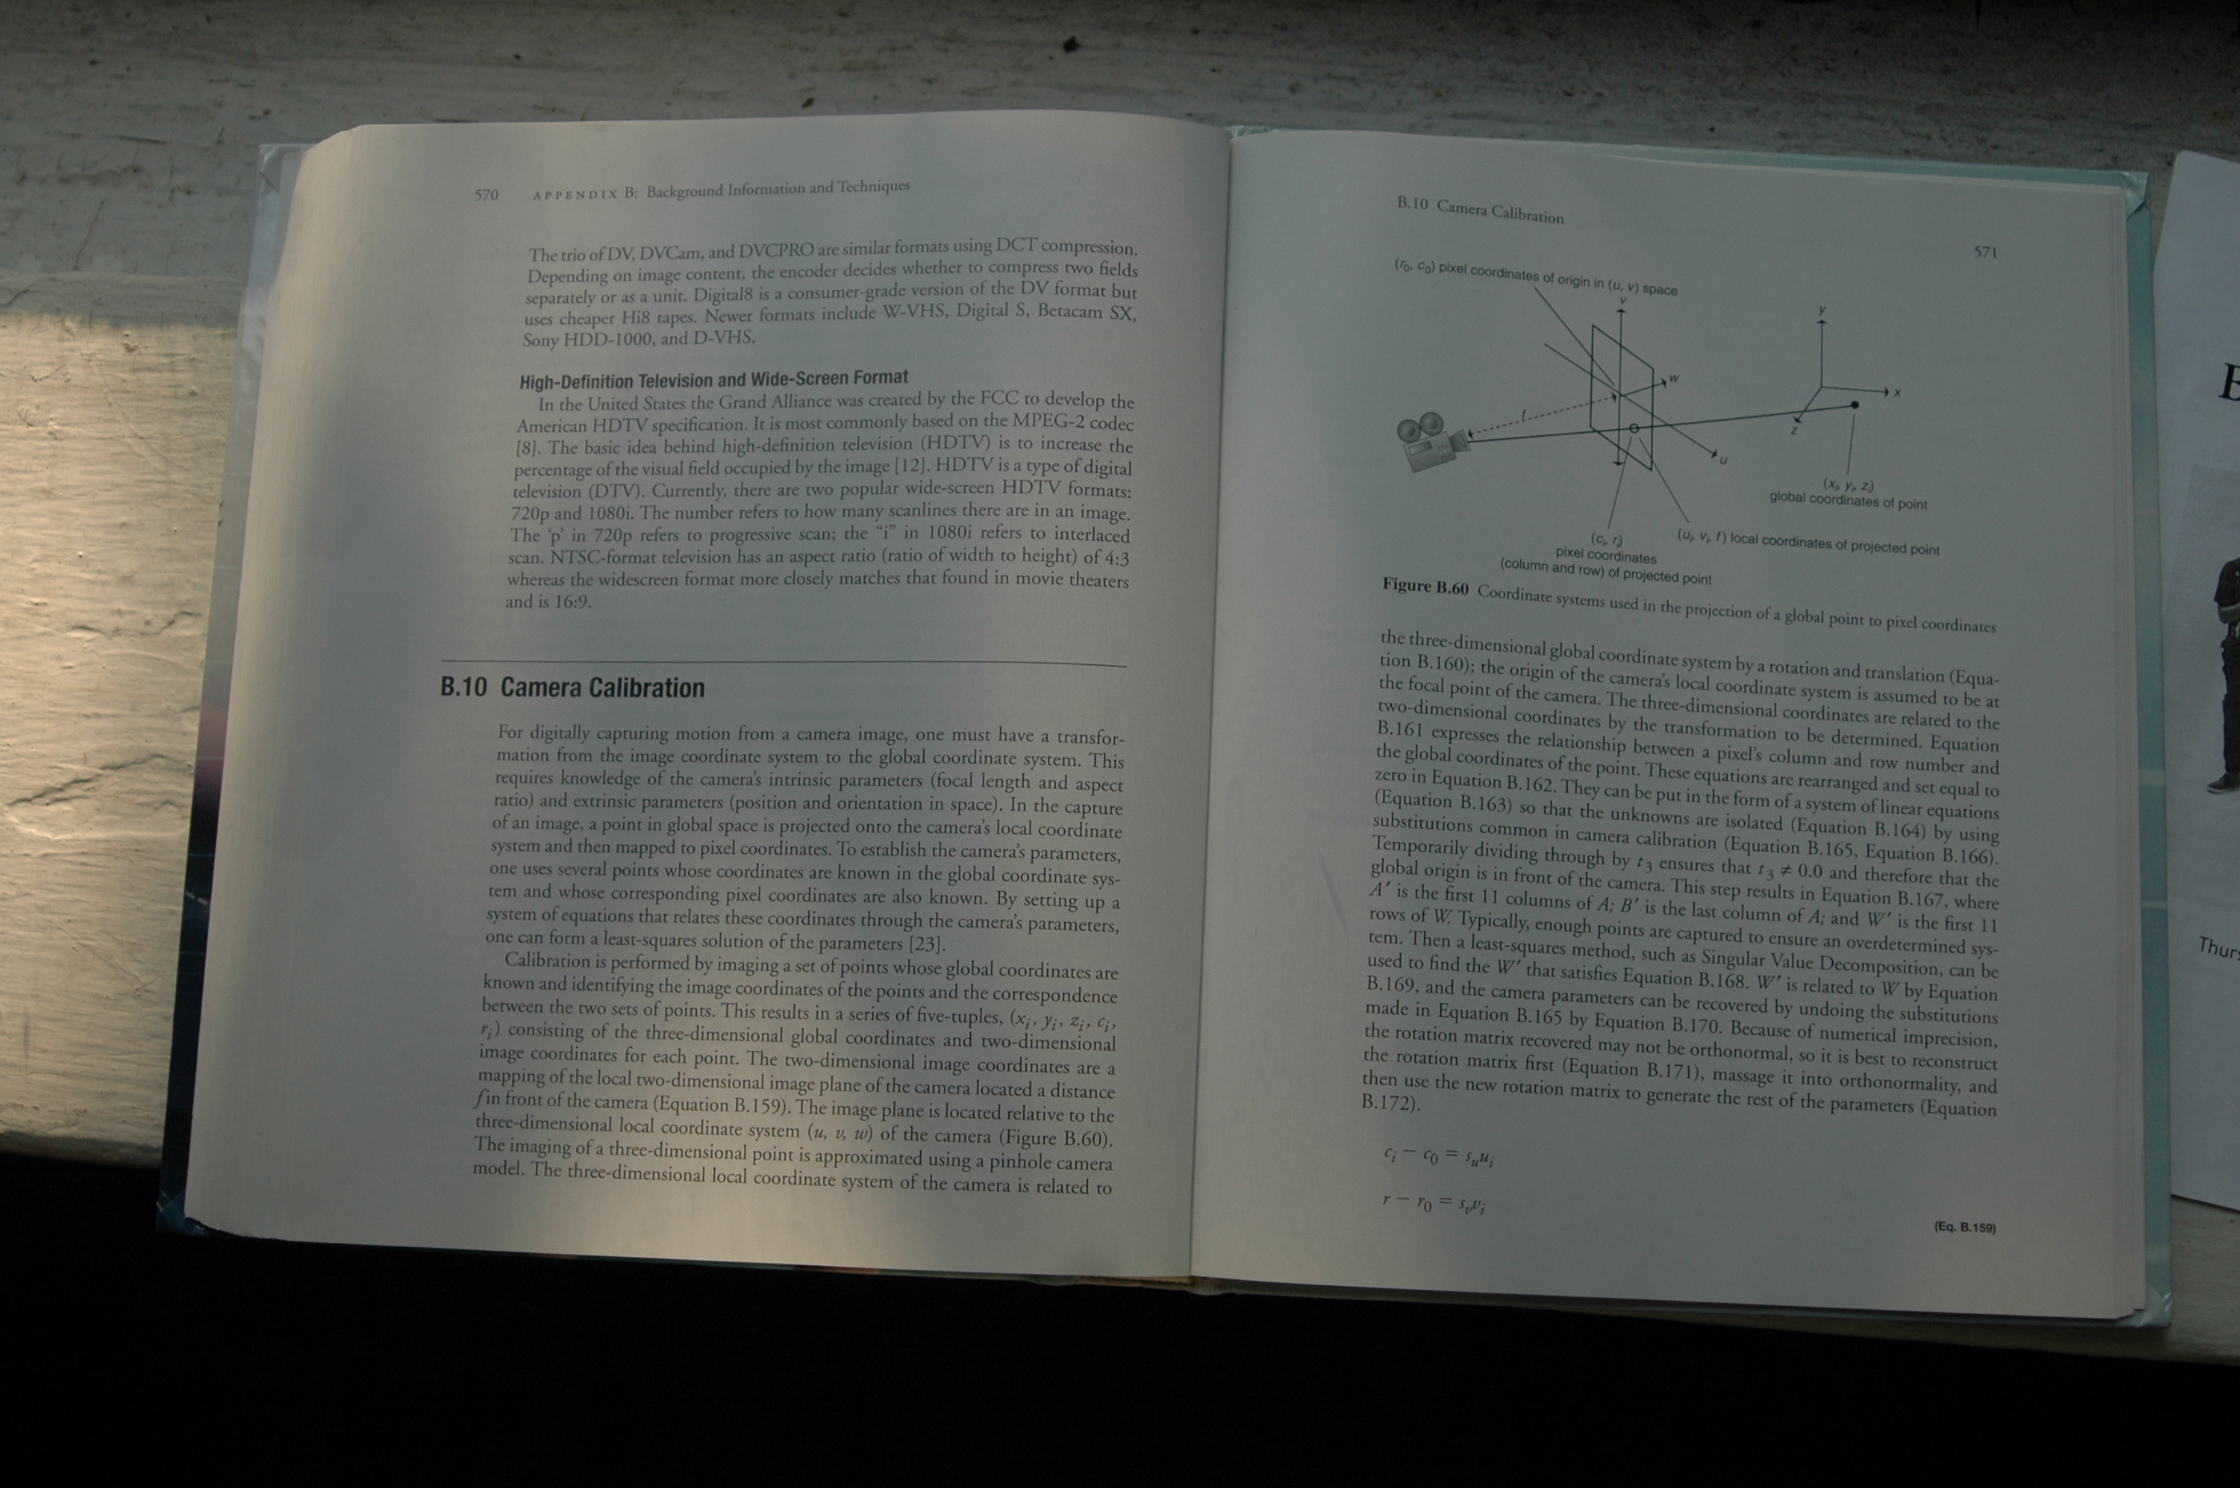 570 APPENDIX B: Background Information and Techniques
The trio of DV, DVCam, and DVCPRO are similar formats using DCT compression.
Depending on image content, the encoder decides whether to compress two fields
separately or as a unit. Digital8 is a consumer-grade version of the DV format but
uses cheaper Hi8 tapes. Newer formats include W-VHS, Digital S, Betacam SX,
Sony HDD-1000, and D-VHS.
High-Definition Television and Wide-Screen Format
In the United States the Grand Alliance was created by the FCC to develop the
American HDTV specification. It is most commonly based on the MPEG-2 codec
[8]. The basic idea behind high-definition television (HDTV) is to increase the
percentage of the visual field occupied by the image [12]. HDTV is a type of digital
television (DTV). Currently, there are two popular wide-screen HDTV formats:
720p and 1080i. The number refers to how many scanlines there are in an image.
The 'p' in 720p refers to progressive scan; the “i” in 1080i refers to interlaced
scan. NTSC-format television has an aspect ratio (ratio of width to height) of 4:3
whereas the widescreen format more closely matches that found in movie theaters
and is 16:9.
B.10 Camera Calibration
For digitally capturing motion from a camera image, one must have a transfor-
mation from the image coordinate system to the global coordinate system. This
requires knowledge of the camera's intrinsic parameters (focal length and aspect
ratio) and extrinsic parameters (position and orientation in space). In the capture
of an image, a point in global space is projected onto the camera's local coordinate
system and then mapped to pixel coordinates. To establish the camera's parameters,
one uses several points whose coordinates are known in the global coordinate sys-
tem and whose corresponding pixel coordinates are also known. By setting up a
system of equations that relates these coordinates through the camera's parameters,
one can form a least-squares solution of the parameters [23].
Calibration is performed by imaging a set of points whose global coordinates are
known and identifying the image coordinates of the points and the correspondence
between the two sets of points. This results in a series of five-tuples, (xᵢ, yᵢ, zᵢ, cᵢ,
rᵢ) consisting of the three-dimensional global coordinates and two-dimensional
image coordinates for each point. The two-dimensional image coordinates are a
mapping of the local two-dimensional image plane of the camera located a distance
f in front of the camera (Equation B.159). The image plane is located relative to the
three-dimensional local coordinate system (u, v, w) of the camera (Figure B.60).
The imaging of a three-dimensional point is approximated using a pinhole camera
model. The three-dimensional local coordinate system of the camera is related to
B.10 Camera Calibration
571
(r₀, c₀) pixel coordinates of origin in (u, v) space
v
y
w
x
f
z
u
(xᵢ, yᵢ, zᵢ)
global coordinates of point
(uᵢ, vᵢ, f) local coordinates of projected point
(cᵢ, rᵢ)
pixel coordinates
(column and row) of projected point
Figure B.60 Coordinate systems used in the projection of a global point to pixel coordinates
the three-dimensional global coordinate system by a rotation and translation (Equa-
tion B.160); the origin of the camera's local coordinate system is assumed to be at
the focal point of the camera. The three-dimensional coordinates are related to the
two-dimensional coordinates by the transformation to be determined. Equation
B.161 expresses the relationship between a pixel's column and row number and
the global coordinates of the point. These equations are rearranged and set equal to
zero in Equation B.162. They can be put in the form of a system of linear equations
(Equation B.163) so that the unknowns are isolated (Equation B.164) by using
substitutions common in camera calibration (Equation B.165, Equation B.166).
Temporarily dividing through by t₃ ensures that t₃ ≠ 0.0 and therefore that the
global origin is in front of the camera. This step results in Equation B.167, where
A′ is the first 11 columns of A; B′ is the last column of A; and W′ is the first 11
rows of W. Typically, enough points are captured to ensure an overdetermined sys-
tem. Then a least-squares method, such as Singular Value Decomposition, can be
used to find the W′ that satisfies Equation B.168. W′ is related to W by Equation
B.169, and the camera parameters can be recovered by undoing the substitutions
made in Equation B.165 by Equation B.170. Because of numerical imprecision,
the rotation matrix recovered may not be orthonormal, so it is best to reconstruct
the rotation matrix first (Equation B.171), massage it into orthonormality, and
then use the new rotation matrix to generate the rest of the parameters (Equation
B.172).
cᵢ − c₀ = sᵤuᵢ
r − r₀ = sᵥvᵢ
(Eq. B.159)
Thurs